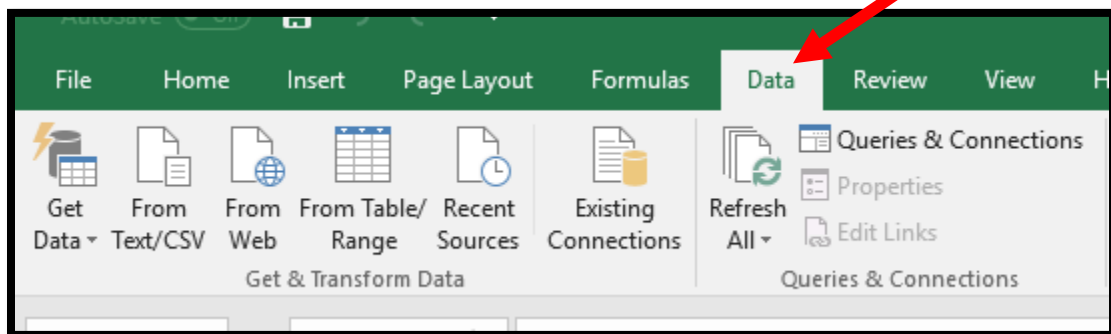 AutoSave Off
File Home Insert Page Layout Formulas Data Review View H
Queries & Connections
Properties
Edit Links
Get From From From Table/ Recent Existing Refresh
Data Text/CSV Web Range Sources Connections All
Get & Transform Data Queries & Connections